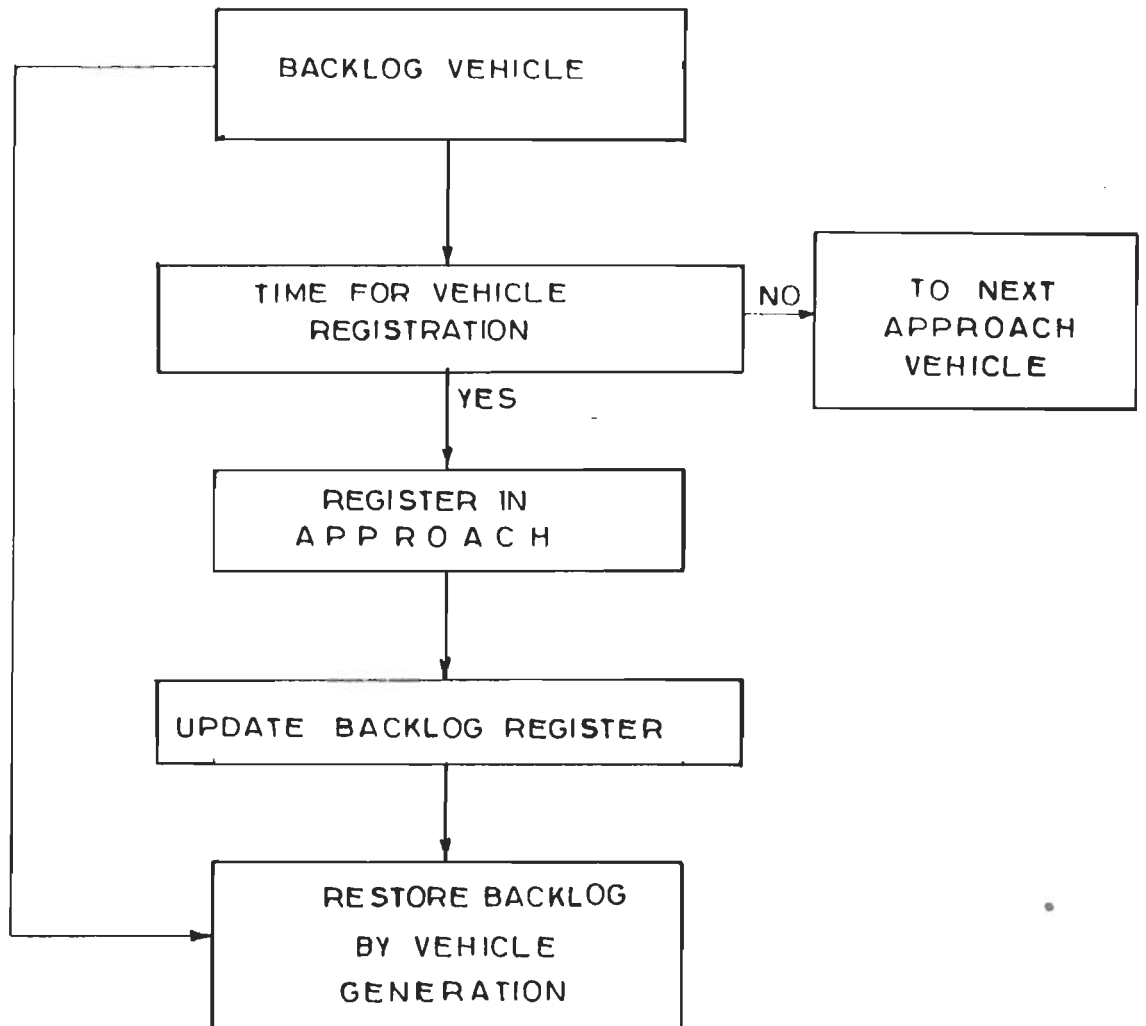 BACKLOG VEHICLE
TIME FOR VEHICLE
REGISTRATION
NO
TO NEXT
APPROACH
VEHICLE
YES
REGISTER IN
APPROACH
UPDATE BACKLOG REGISTER
RESTORE BACKLOG
BY VEHICLE
GENERATION